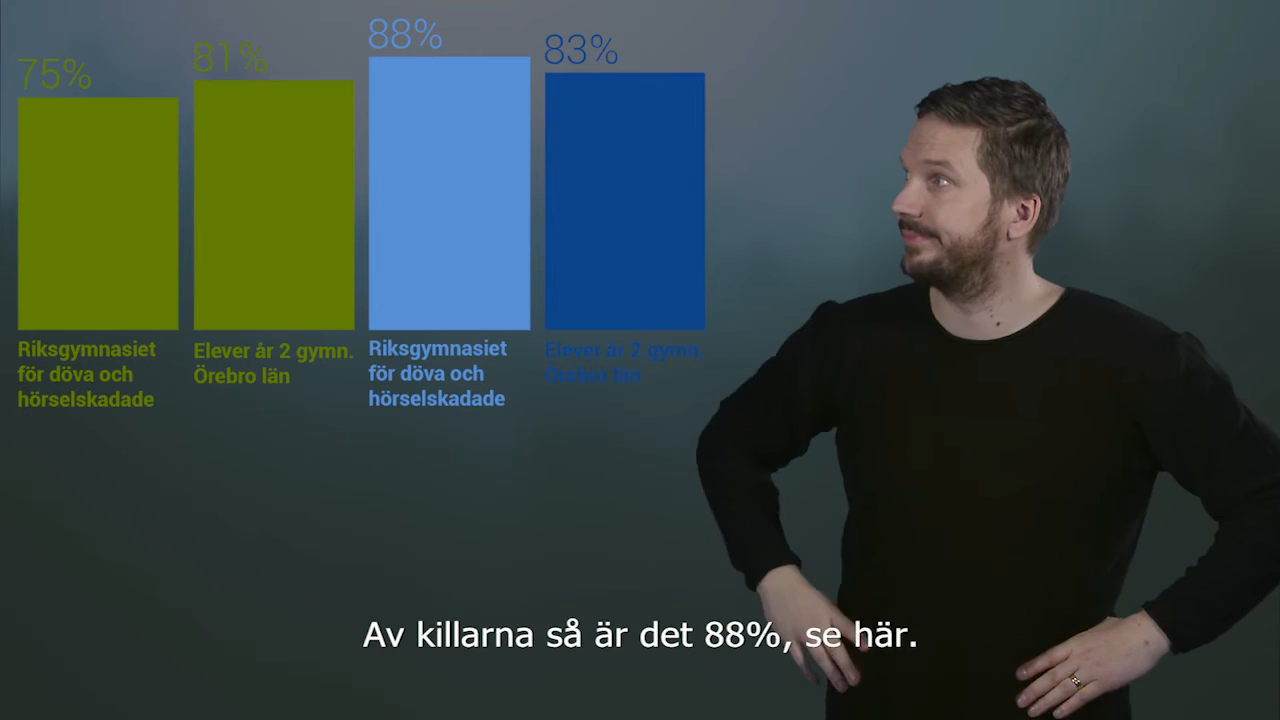 75%
81%
88%
83%
Riksgymnasiet
för döva och
hörselskadade
Elever år 2 gymn.
Örebro län
Riksgymnasiet
för döva och
hörselskadade
Elever år 2 gymn.
Örebro län
Av killarna så är det 88%, se här.